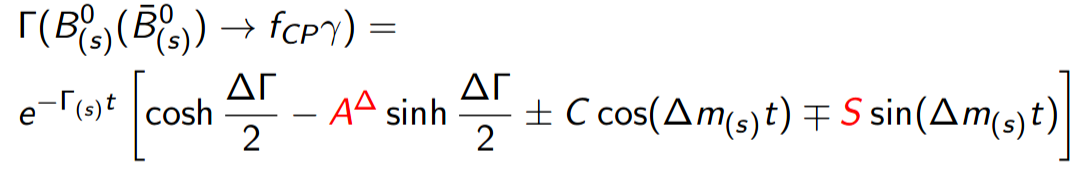 Γ(B⁰₍ₛ₎(B̄⁰₍ₛ₎) → f_CP γ) =
e^{−Γ₍ₛ₎t} [cosh ΔΓ/2 − A^Δ sinh ΔΓ/2 ± C cos(Δm₍ₛ₎t) ∓ S sin(Δm₍ₛ₎t)]